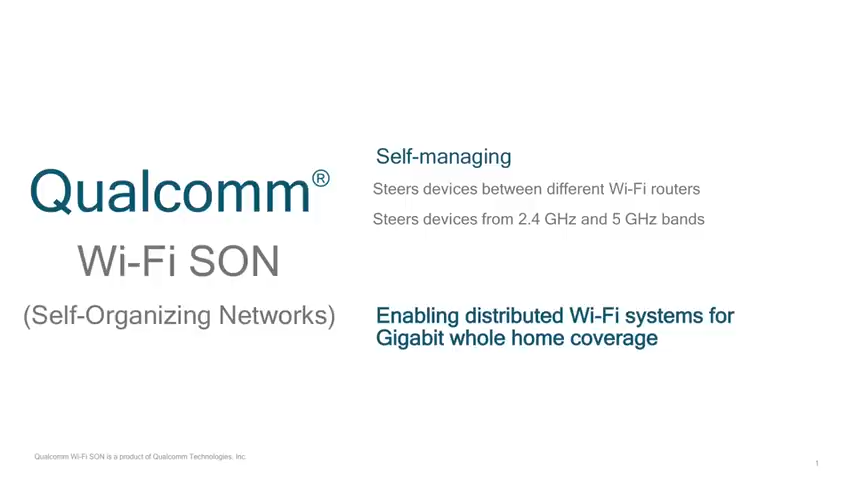 Qualcomm®
Wi-Fi SON
(Self-Organizing Networks)
Self-managing
Steers devices between different Wi-Fi routers
Steers devices from 2.4 GHz and 5 GHz bands
Enabling distributed Wi-Fi systems for
Gigabit whole home coverage
Qualcomm Wi-Fi SON is a product of Qualcomm Technologies, Inc.
1